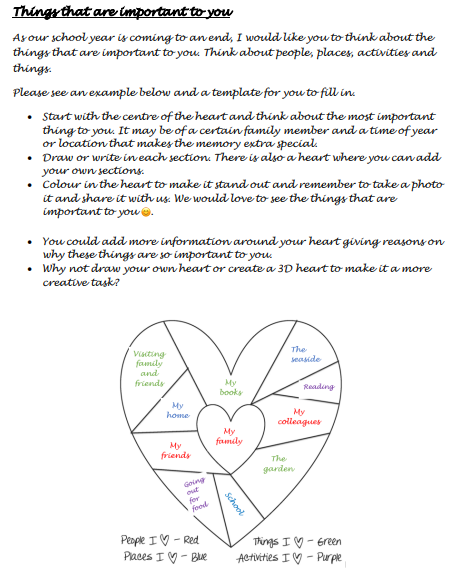 Things that are important to you
As our school year is coming to an end, I would like you to think about the
things that are important to you. Think about people, places, activities and
things.
Please see an example below and a template for you to fill in.
• Start with the centre of the heart and think about the most important
thing to you. It may be of a certain family member and a time of year
or location that makes the memory extra special.
• Draw or write in each section. There is also a heart where you can add
your own sections.
• Colour in the heart to make it stand out and remember to take a photo
it and share it with us. We would love to see the things that are
important to you😊.
• You could add more information around your heart giving reasons on
why these things are so important to you.
• Why not draw your own heart or create a 3D heart to make it a more
creative task?
Visiting
family
and
friends
My
books
The
seaside
Reading
My
home
My
colleagues
My
family
My
friends
The
garden
Going
out
for
food
School
People I ♡ - Red
Things I ♡ - Green
Places I ♡ - Blue
Activities I ♡ - Purple